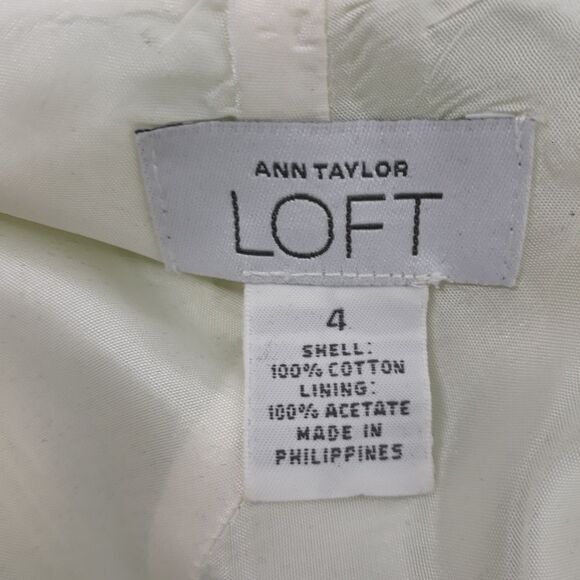 ANN TAYLOR
LOFT
4
SHELL:
100% COTTON
LINING:
100% ACETATE
MADE IN
PHILIPPINES